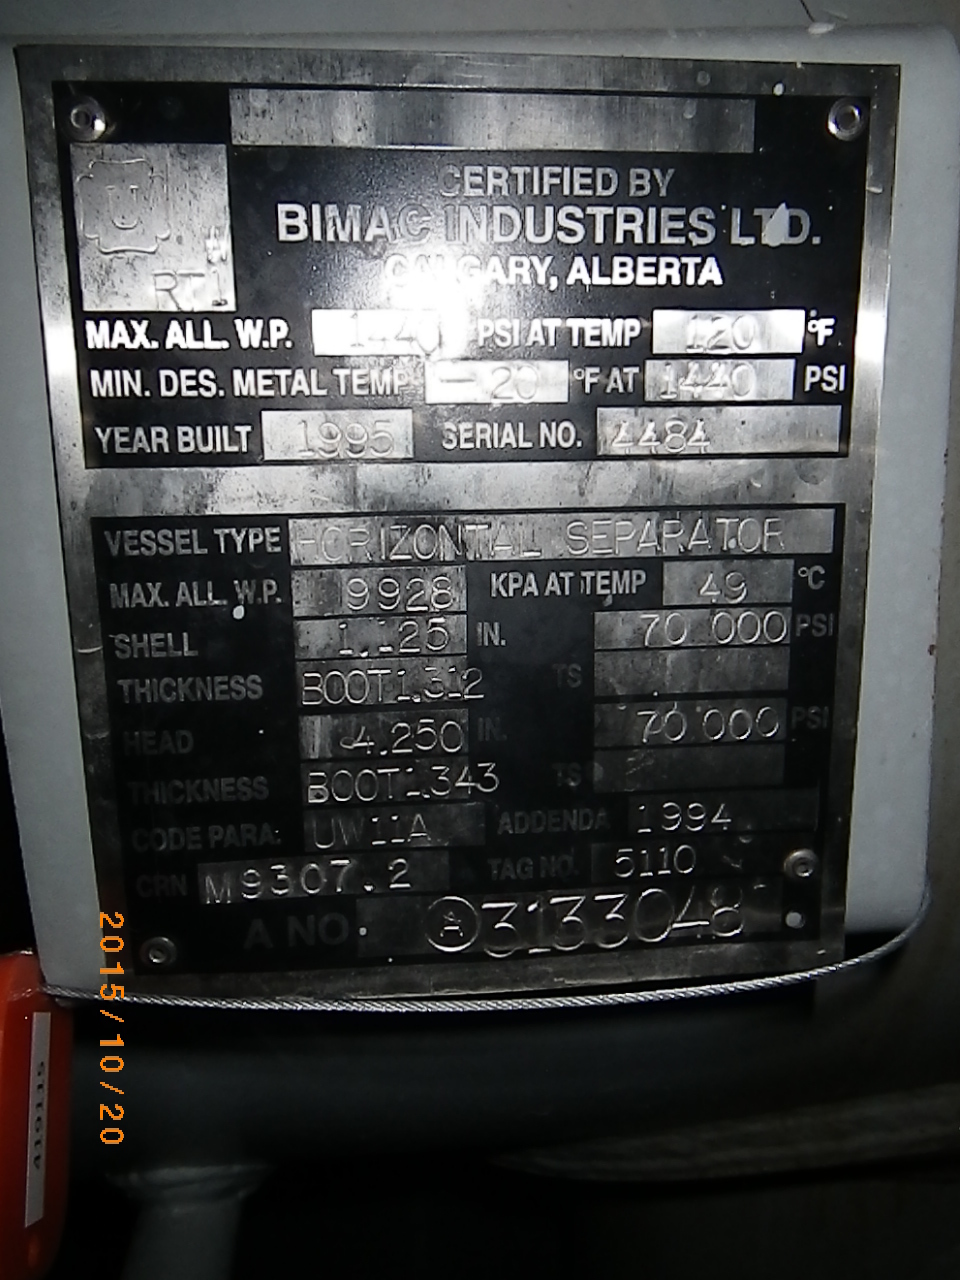 U
RT1
CERTIFIED BY
BIMAC INDUSTRIES LTD.
CALGARY, ALBERTA
MAX. ALL. W.P. 1440 PSI AT TEMP 120 °F.
MIN. DES. METAL TEMP -20 °F AT 1440 PSI
YEAR BUILT 1995 SERIAL NO. 4484
VESSEL TYPE HORIZONTAL SEPARATOR
MAX. ALL. W.P. 9928 KPA AT TEMP 49 °C
SHELL 1.125 IN. 70 000 PSI
THICKNESS BOOT1.312 TS
HEAD 4.250 IN. 70 000 PSI
THICKNESS BOOT1.343 TS
CODE PARA: UW11A ADDENDA 1994
CRN M9307.2 TAG NO. 5110
A NO. A 3133048
2015/10/20